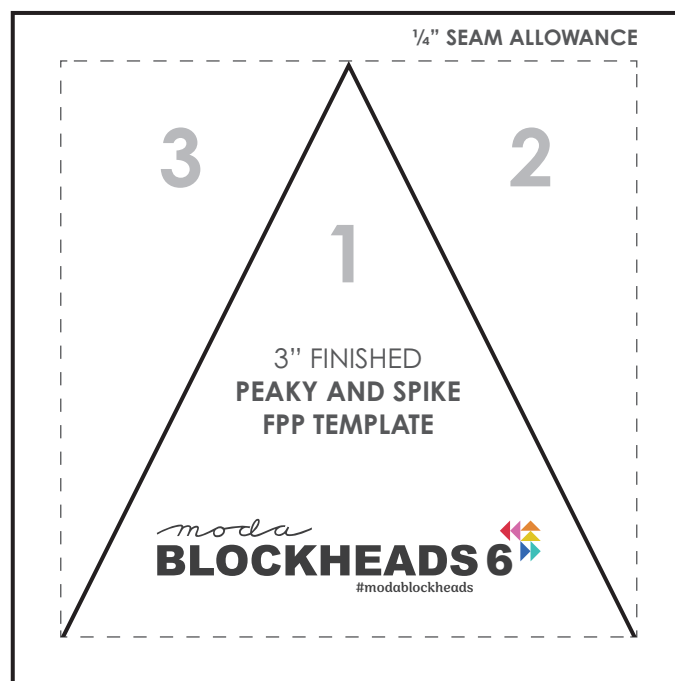 ¼” SEAM ALLOWANCE
3 2
1
3” FINISHED
PEAKY AND SPIKE
FPP TEMPLATE
moda
BLOCKHEADS 6
#modablockheads